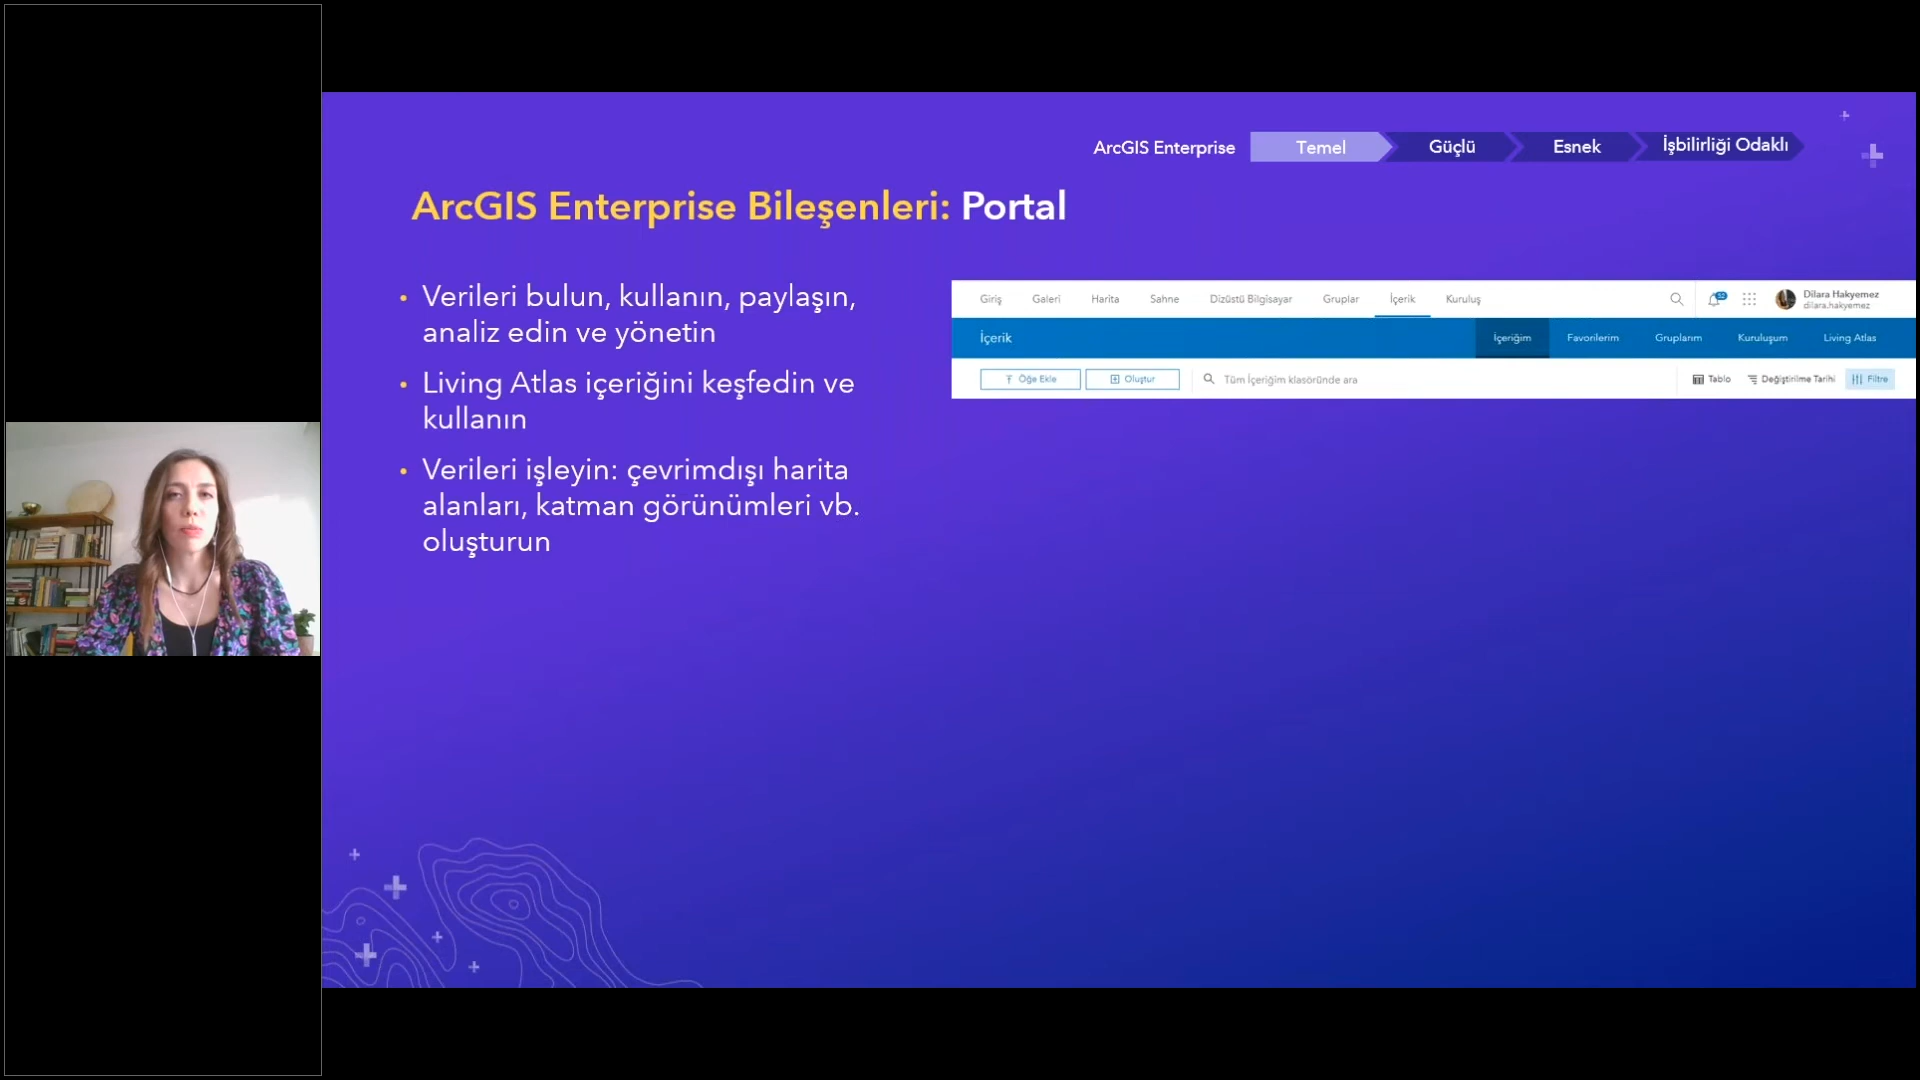 ArcGIS Enterprise Temel Güçlü Esnek İşbirliği Odaklı
ArcGIS Enterprise Bileşenleri: Portal
• Verileri bulun, kullanın, paylaşın,
analiz edin ve yönetin
• Living Atlas içeriğini keşfedin ve
kullanın
• Verileri işleyin: çevrimdışı harita
alanları, katman görünümleri vb.
oluşturun
Giriş Galeri Harita Sahne Dizüstü Bilgisayar Gruplar İçerik Kuruluş
Dilara Hakyemez
dilara.hakyemez
İçerik İçeriğim Favorilerim Gruplarım Kuruluşum Living Atlas
Öğe Ekle Oluştur Tüm İçeriğim klasöründe ara Tablo Değiştirilme Tarihi Filtre